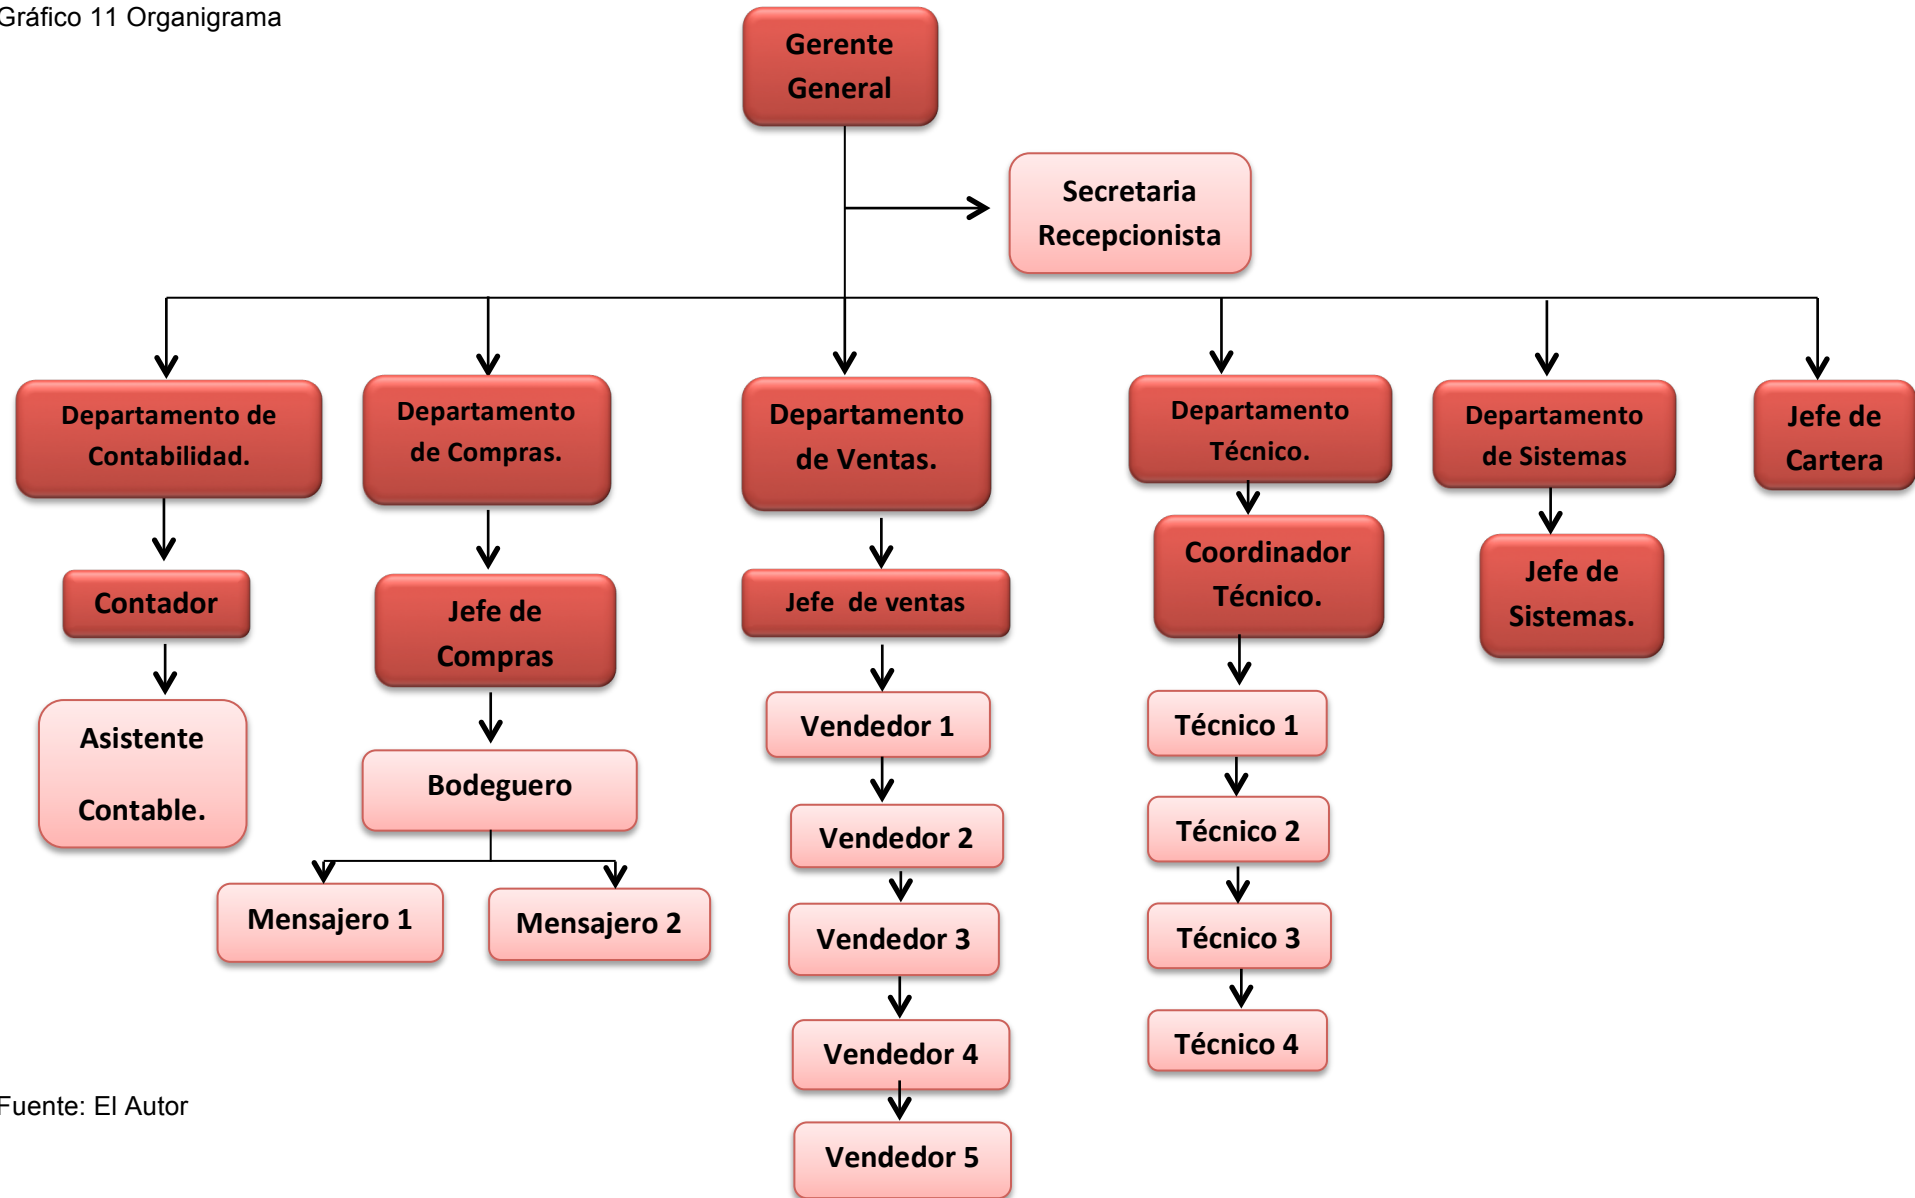 Gráfico 11 Organigrama
Gerente
General
Secretaria
Recepcionista
Departamento de
Contabilidad.
Departamento
de Compras.
Departamento
de Ventas.
Departamento
Técnico.
Departamento
de Sistemas
Jefe de
Cartera
Contador
Jefe de
Compras
Jefe  de ventas
Coordinador
Técnico.
Jefe de
Sistemas.
Asistente
Contable.
Bodeguero
Mensajero 1
Mensajero 2
Vendedor 1
Vendedor 2
Vendedor 3
Vendedor 4
Vendedor 5
Técnico 1
Técnico 2
Técnico 3
Técnico 4
Fuente: El Autor